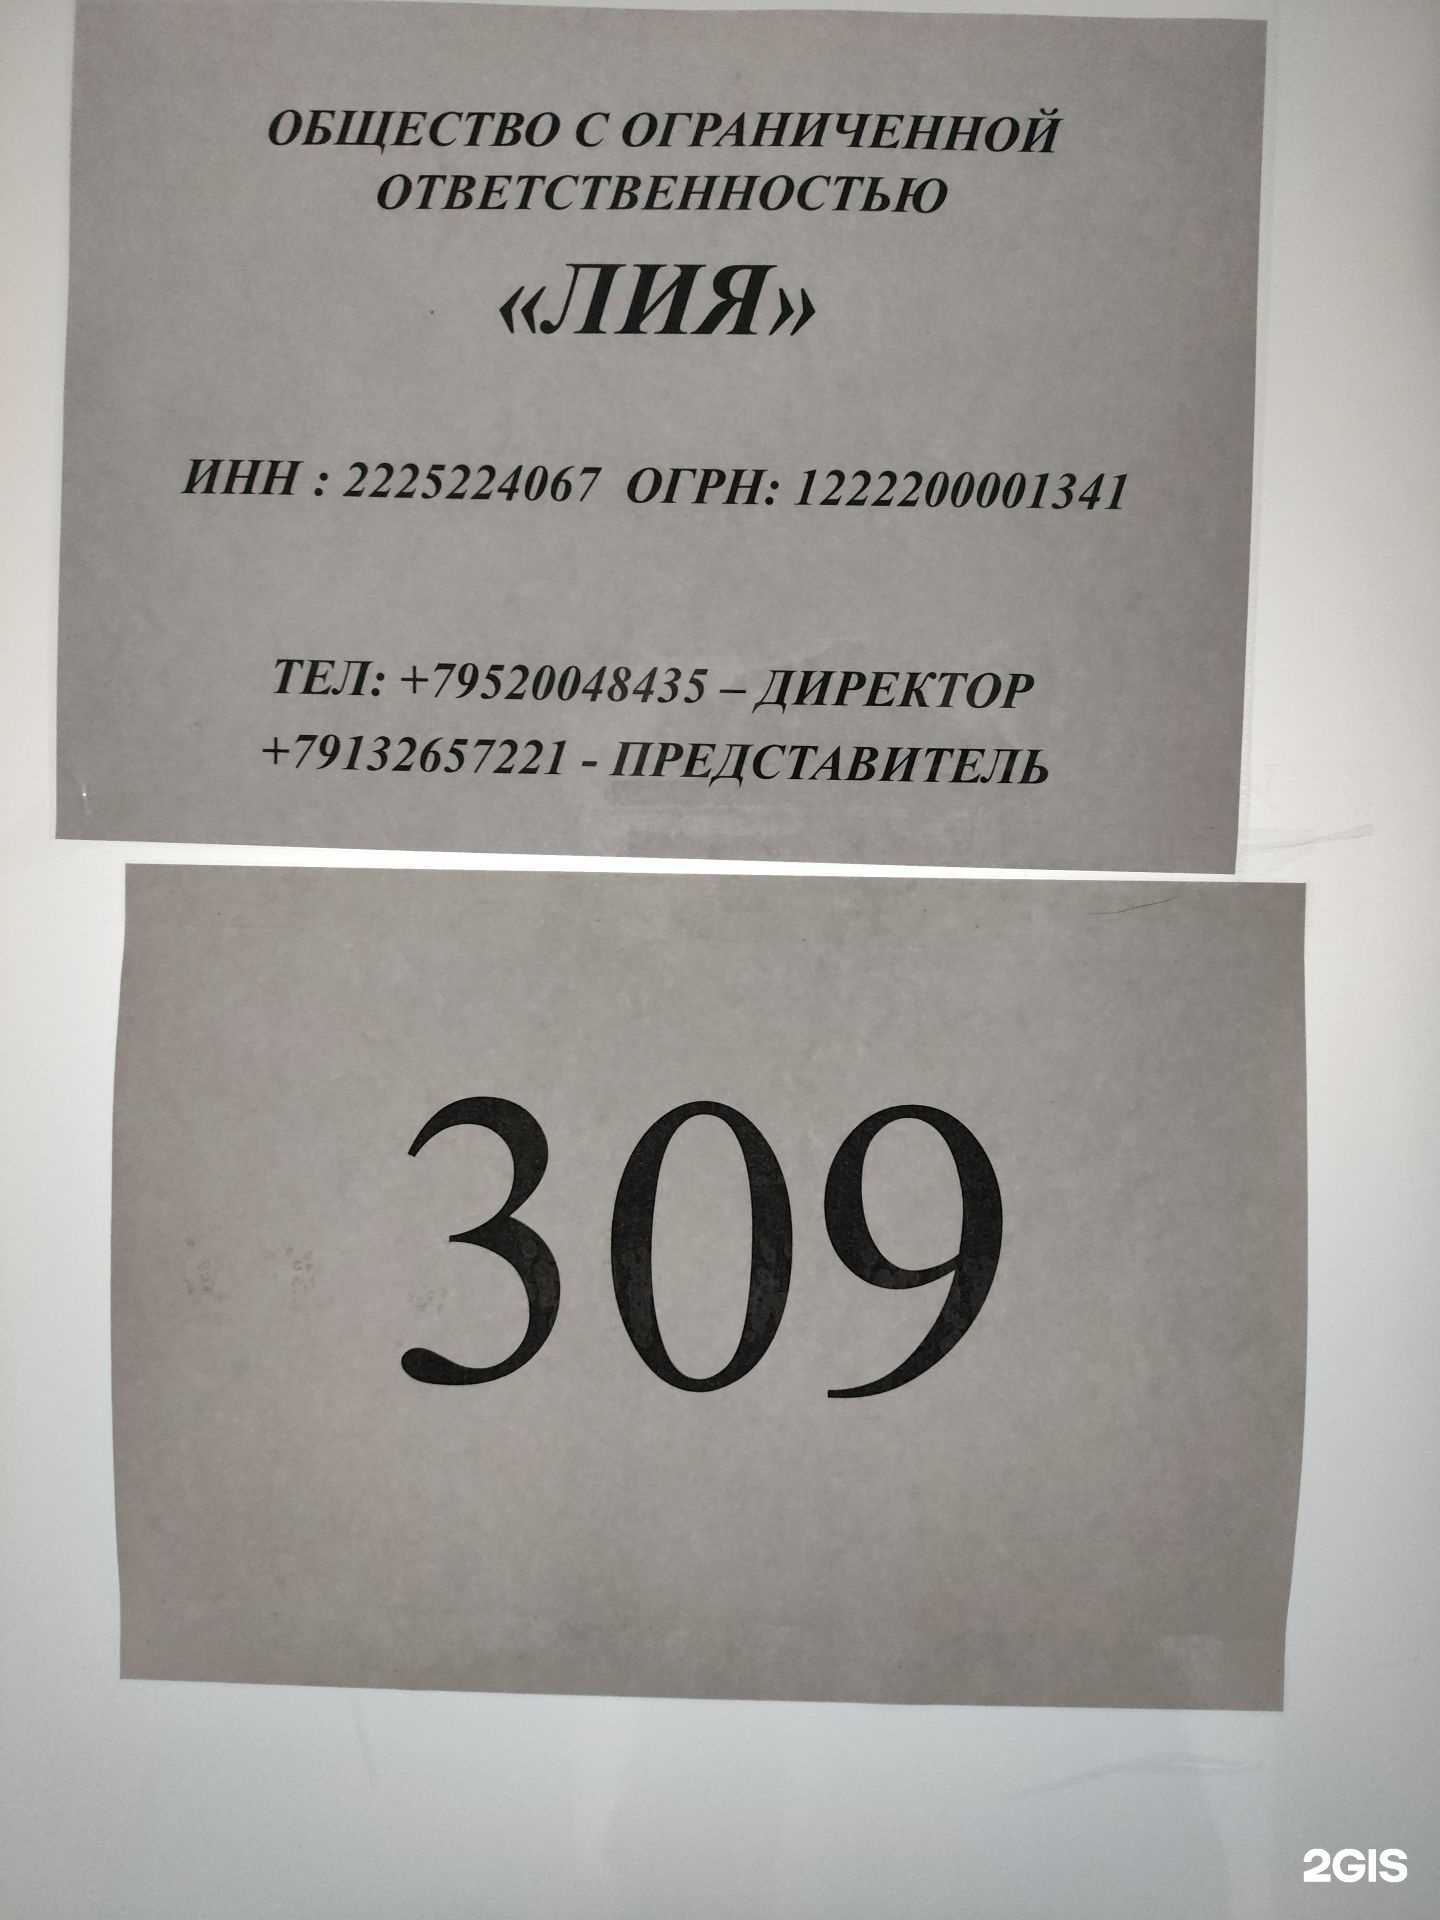 ОБЩЕСТВО С ОГРАНИЧЕННОЙ
ОТВЕТСТВЕННОСТЬЮ
«ЛИЯ»
ИНН : 2225224067 ОГРН: 1222200001341
ТЕЛ: +79520048435 – ДИРЕКТОР
+79132657221 - ПРЕДСТАВИТЕЛЬ
309
2GIS